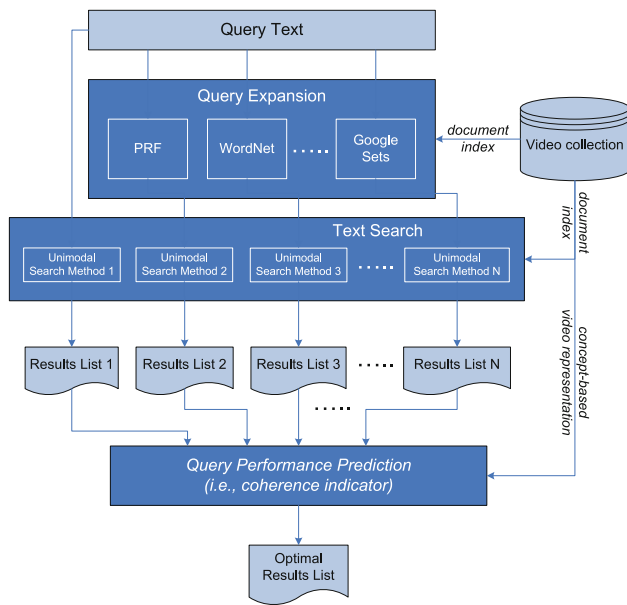 Query Text
Query Expansion
PRF
WordNet
.....
Google
Sets
document
index
Video collection
document
index
Text Search
Unimodal
Search Method 1
Unimodal
Search Method 2
Unimodal
Search Method 3
.....
Unimodal
Search Method N
concept-based
video representation
Results List 1
Results List 2
Results List 3
.....
Results List N
.....
Query Performance Prediction
(i.e., coherence indicator)
Optimal
Results List